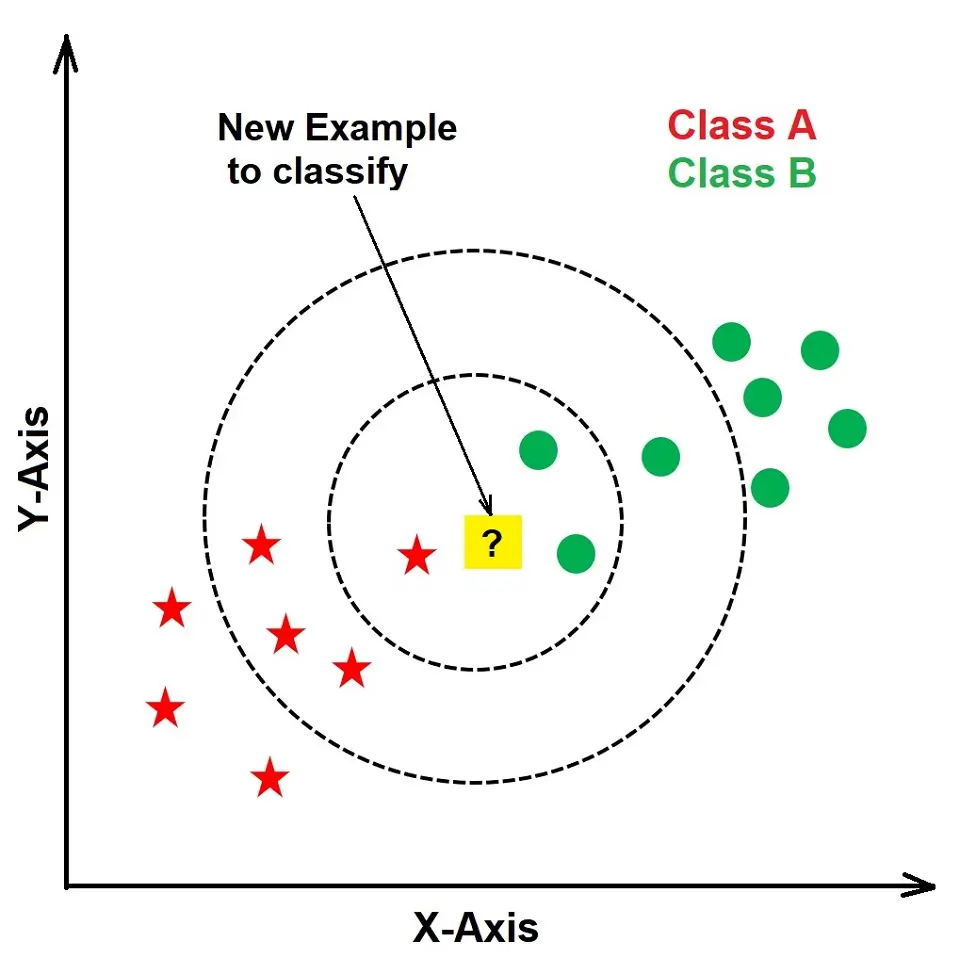 New Example
to classify
Class A
Class B
?
Y-Axis
X-Axis